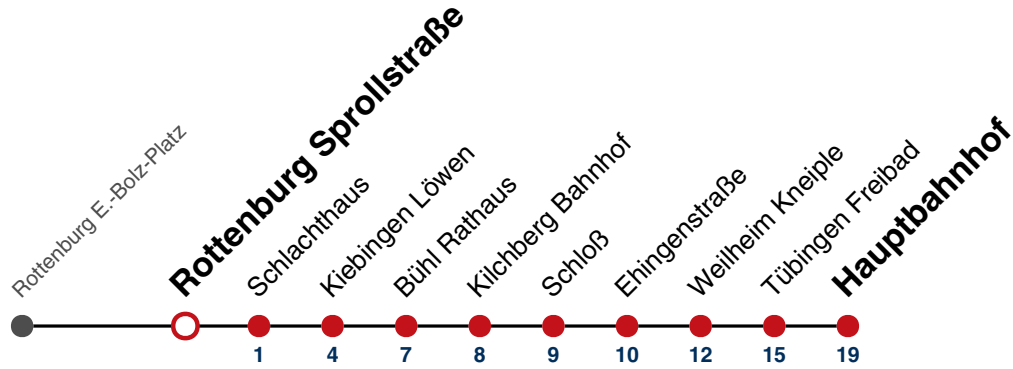 Rottenburg E.-Bolz-Platz
Rottenburg Sprollstraße
Schlachthaus
Kiebingen Löwen
Bühl Rathaus
Kilchberg Bahnhof
Schloß
Ehingenstraße
Weilheim Kneiple
Tübingen Freibad
Hauptbahnhof
1 4 7 8 9 10 12 15 19